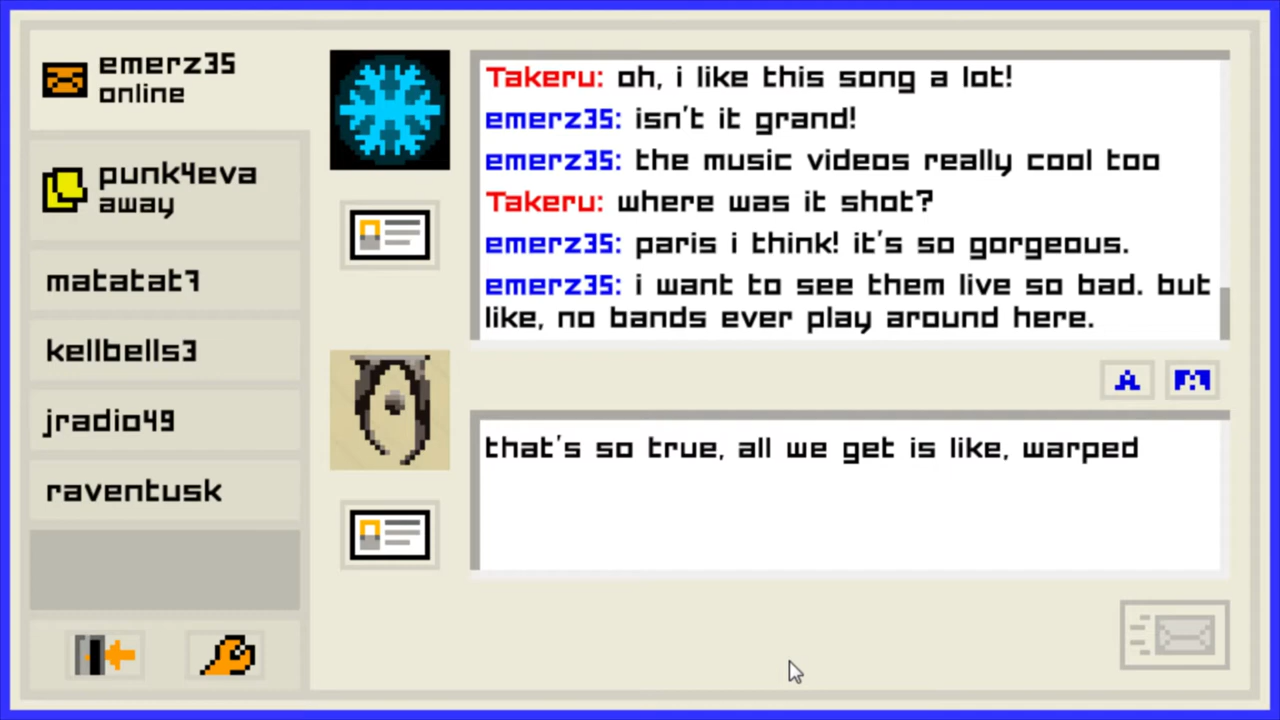 emerz35
online
punk4eva
away
matatat7
kellbells3
jradio49
raventusk
Takeru: oh, i like this song a lot!
emerz35: isn't it grand!
emerz35: the music videos really cool too
Takeru: where was it shot?
emerz35: paris i think! it's so gorgeous.
emerz35: i want to see them live so bad. but
like, no bands ever play around here.
A
that's so true, all we get is like, warped